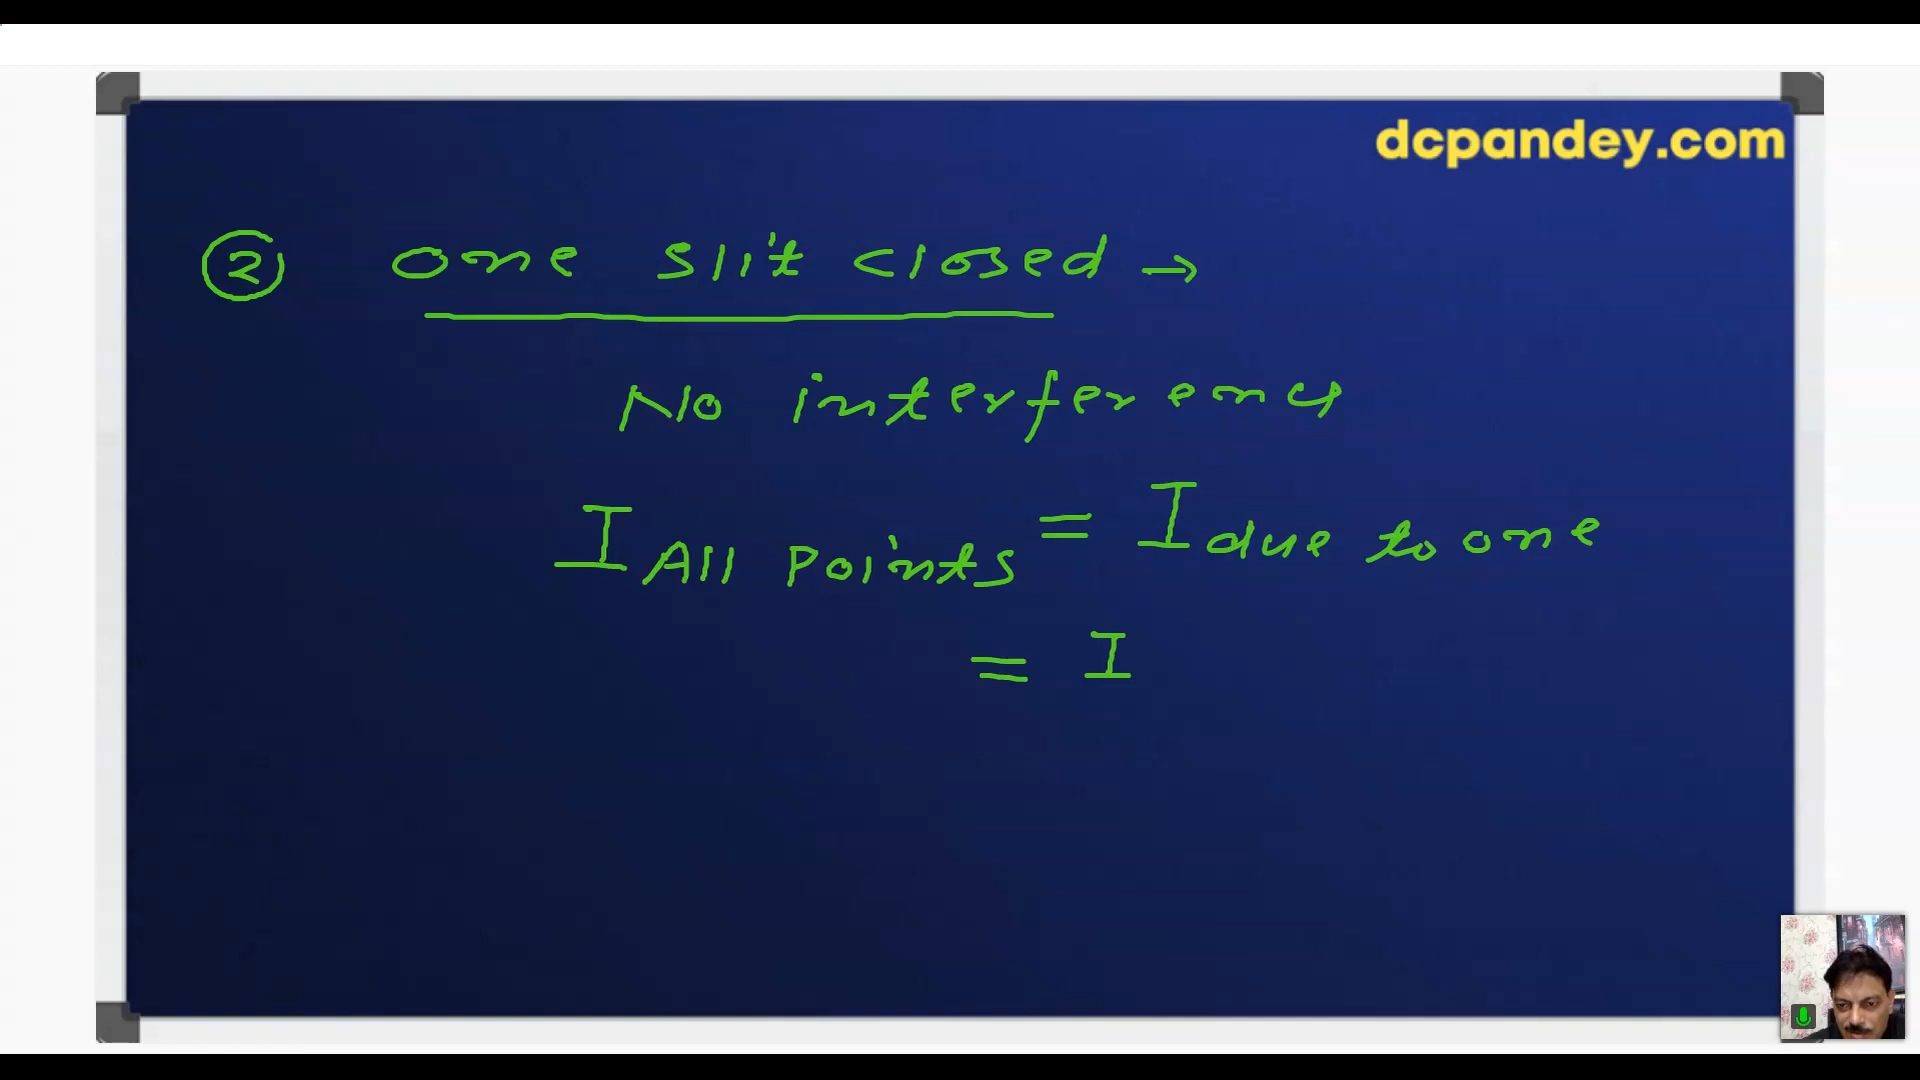 dcpandey.com
② One slit closed →
No interference
I All Points = I due to one
= I